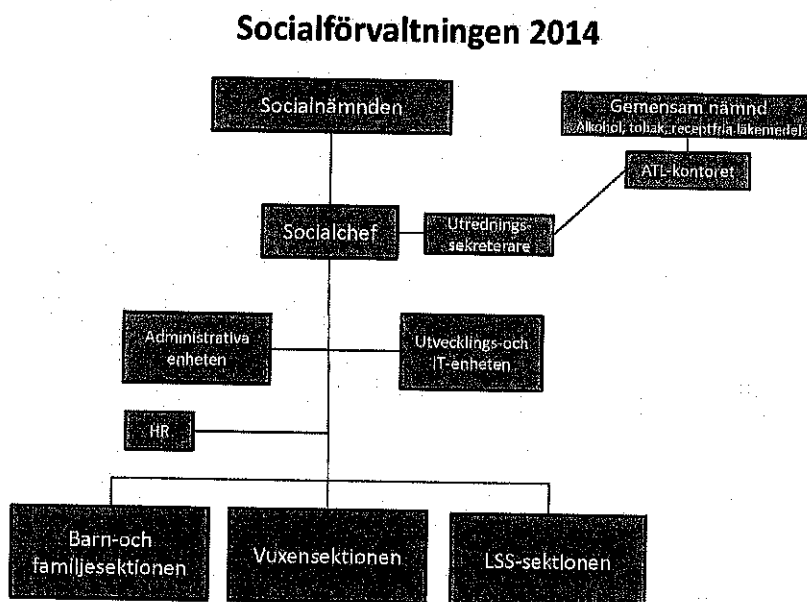 Socialförvaltningen 2014
Socialnämnden
Gemensam nämnd
Alkohol, tobak, receptfria läkemedel
ATL-kontoret
Socialchef
Utrednings-
sekreterare
Administrativa
enheten
Utvecklings-och
IT-enheten
HR
Barn-och
familjesektionen
Vuxensektionen
LSS-sektionen